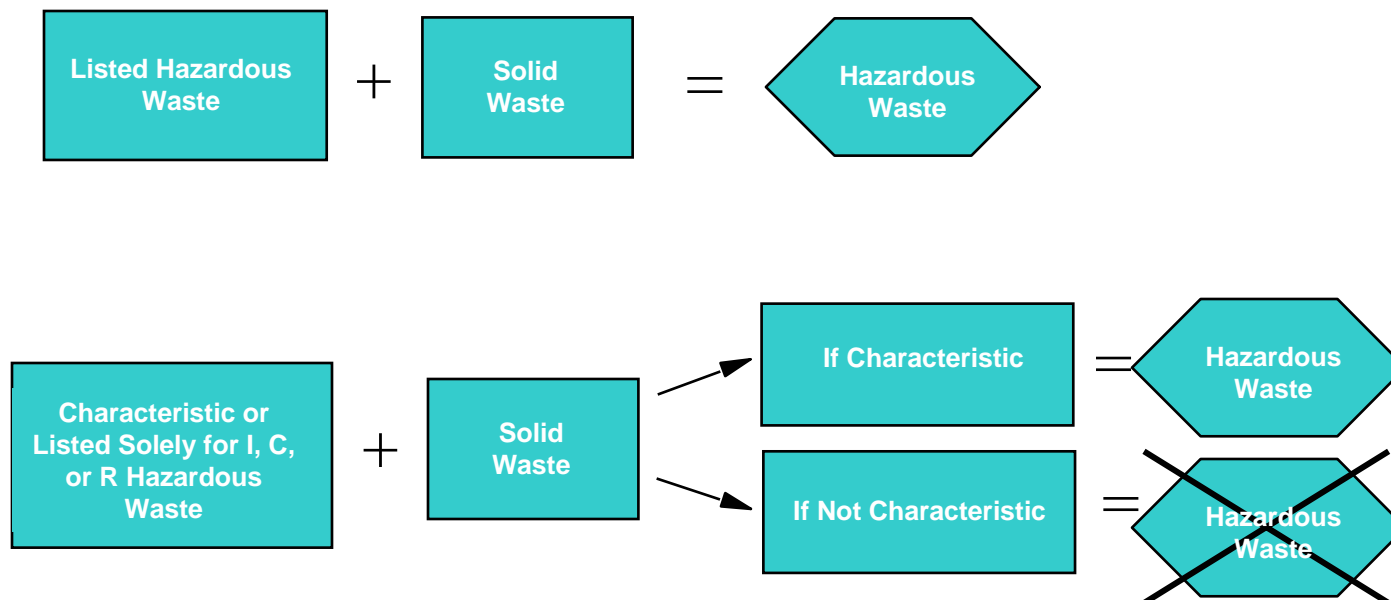 Listed Hazardous
Waste
+
Solid
Waste
=
Hazardous
Waste
Characteristic or
Listed Solely for I, C,
or R Hazardous
Waste
+
Solid
Waste
If Characteristic
=
Hazardous
Waste
If Not Characteristic
=
Hazardous
Waste